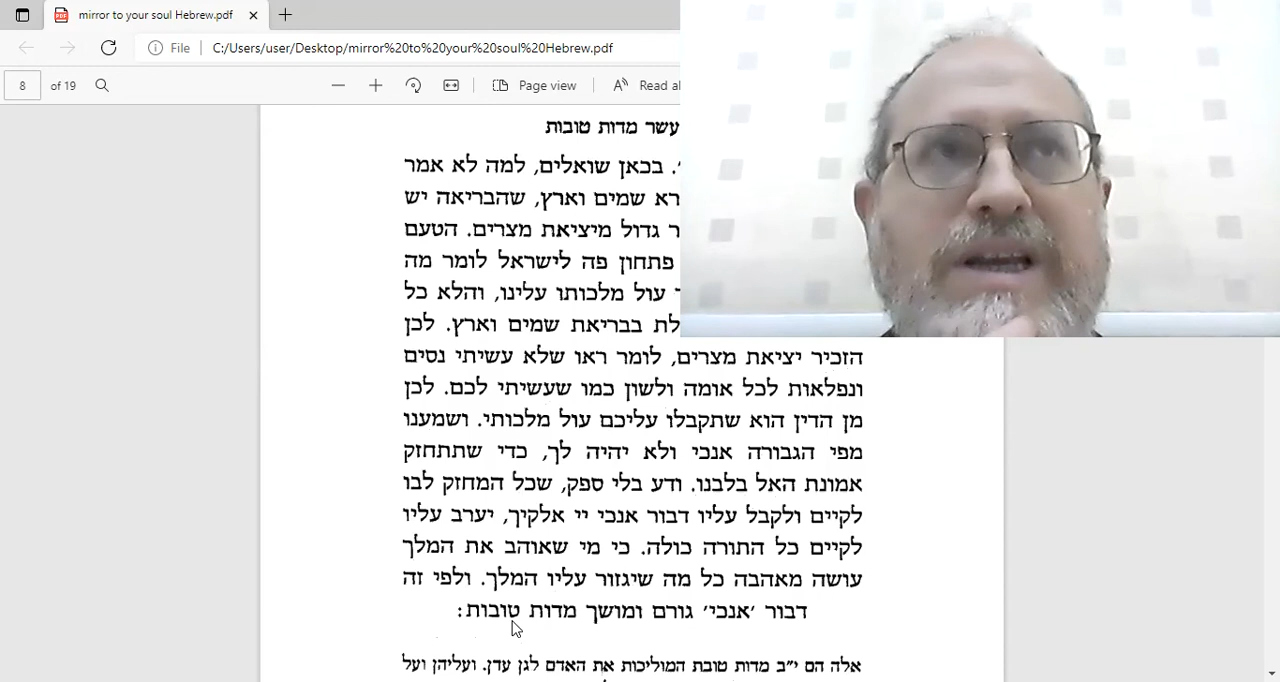 mirror to your soul Hebrew.pdf
File C:/Users/user/Desktop/mirror%20to%20your%20soul%20Hebrew.pdf
8 of 19 Page view Read al
עשר מדות טובות
בכאן שואלים, למה לא אמר
רא שמים וארץ, שהבריאה יש
ר גדול מיציאת מצרים. הטעם
פתחון פה לישראל לומר מה
עול מלכותו עלינו, והלא כל
לת בבריאת שמים וארץ. לכן
הזכיר יציאת מצרים, לומר ראו שלא עשיתי נסים
ונפלאות לכל אומה ולשון כמו שעשיתי לכם. לכן
מן הדין הוא שתקבלו עליכם עול מלכותי. ושמענו
מפי הגבורה אנכי ולא יהיה לך, כדי שתתחזק
אמונת האל בלבנו. ודע בלי ספק, שכל המחזק לבו
לקיים ולקבל עליו דבור אנכי יי אלקיך, יערב עליו
לקיים כל התורה כולה. כי מי שאוהב את המלך
עושה מאהבה כל מה שיגזור עליו המלך. ולפי זה
דבור ׳אנכי׳ גורם ומושך מדות טובות:
אלה הם י״ב מדות טובת המוליכות את האדם לגן עדן. ועליהן ועל